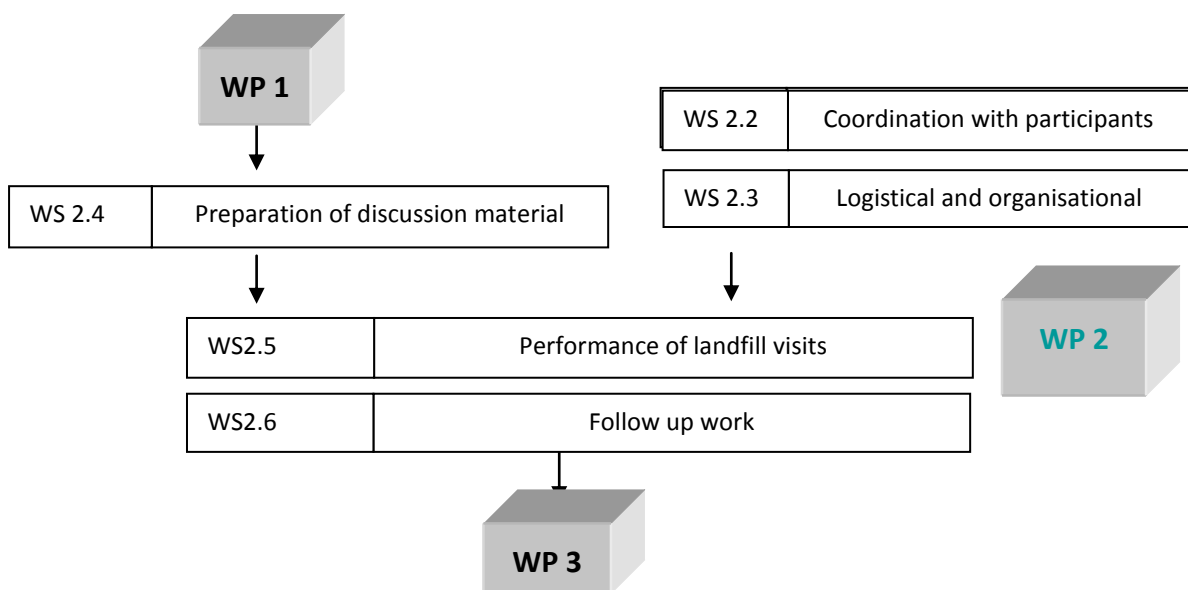 WP 1
WS 2.2 Coordination with participants
WS 2.3 Logistical and organisational
WS 2.4 Preparation of discussion material
WS2.5 Performance of landfill visits
WP 2
WS2.6 Follow up work
WP 3